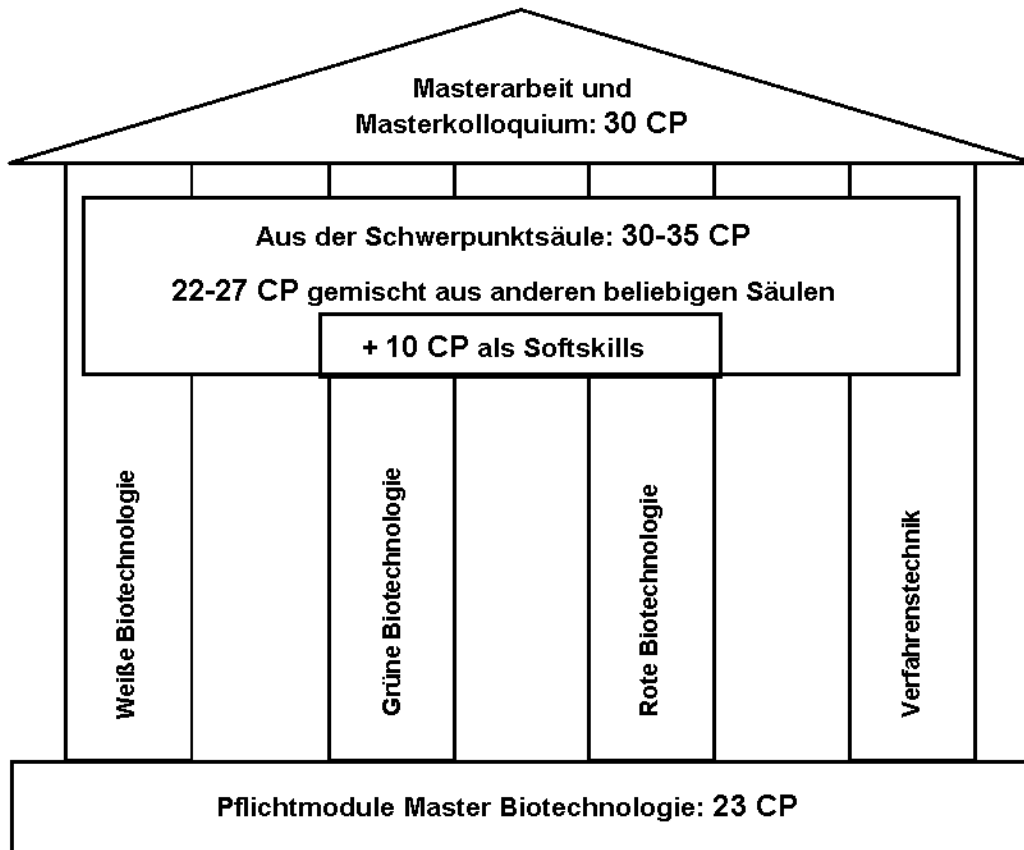 Masterarbeit und
Masterkolloquium: 30 CP
Aus der Schwerpunktsäule: 30-35 CP
22-27 CP gemischt aus anderen beliebigen Säulen
+ 10 CP als Softskills
Weiße Biotechnologie
Grüne Biotechnologie
Rote Biotechnologie
Verfahrenstechnik
Pflichtmodule Master Biotechnologie: 23 CP